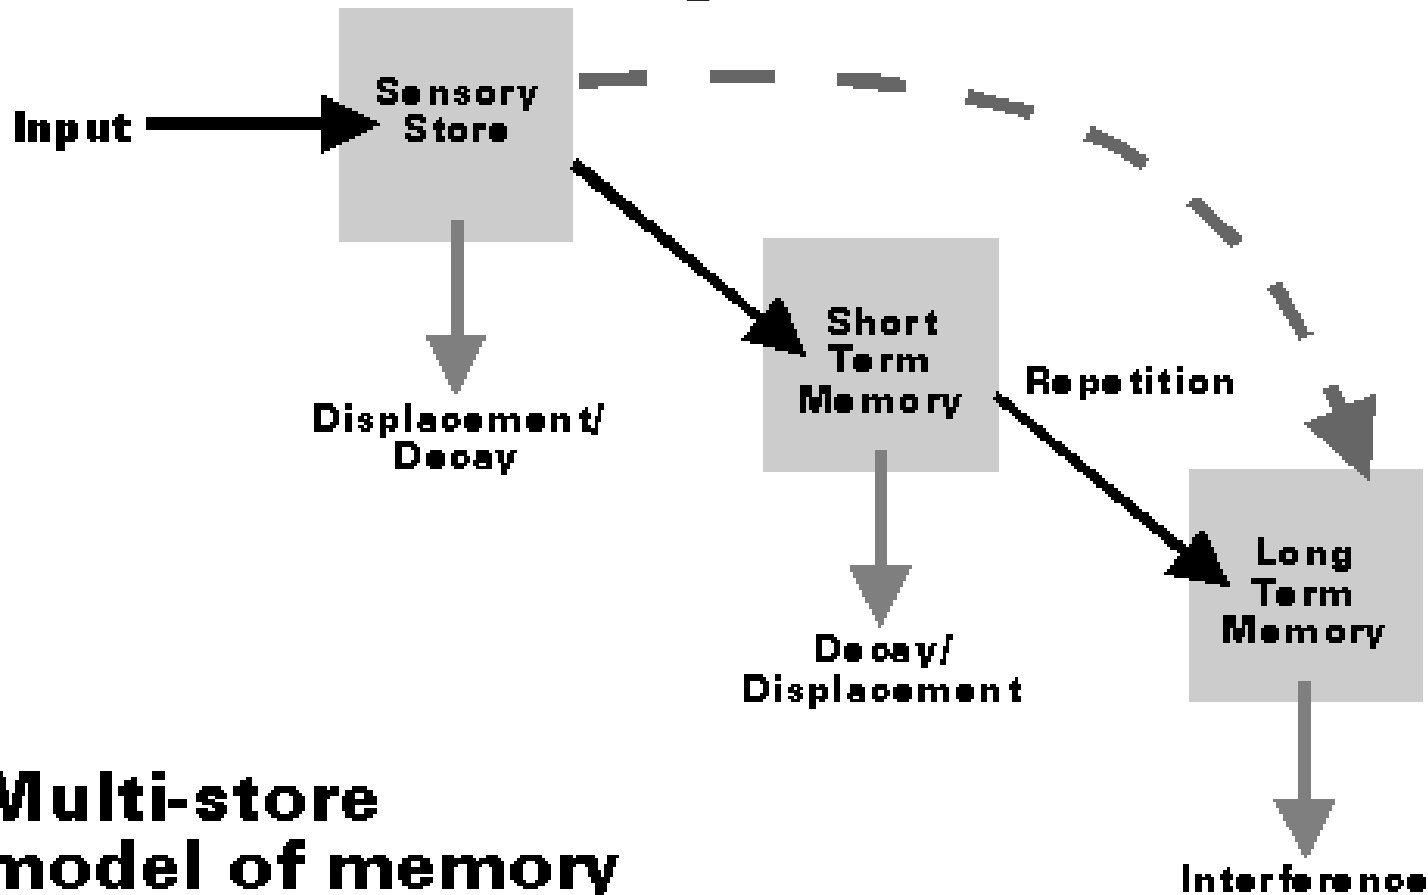 Input
Sensory
Store
Displacement/
Decay
Short
Term
Memory
Repetition
Decay/
Displacement
Long
Term
Memory
Interference
Multi-store
model of memory